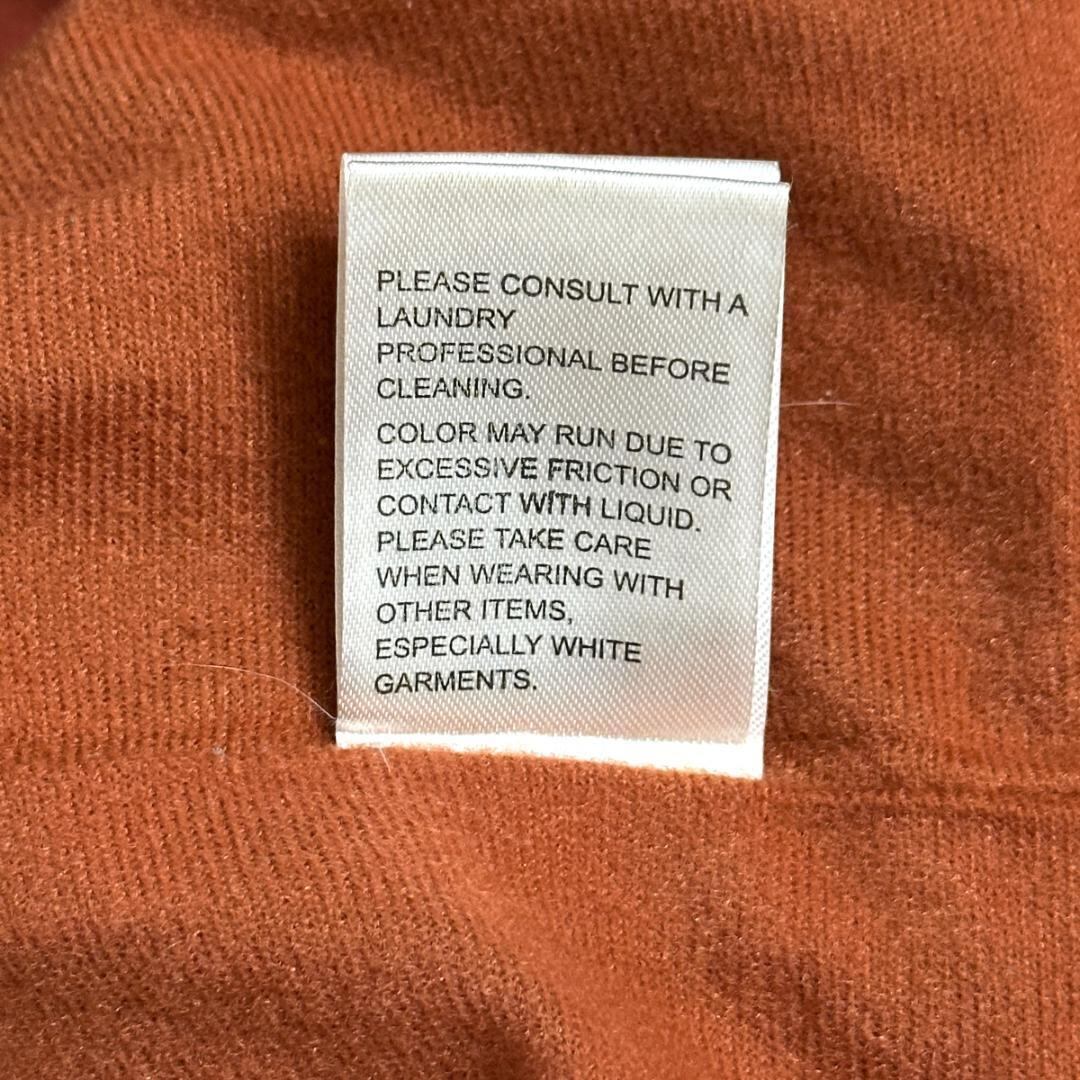 PLEASE CONSULT WITH A
LAUNDRY
PROFESSIONAL BEFORE
CLEANING.
COLOR MAY RUN DUE TO
EXCESSIVE FRICTION OR
CONTACT WITH LIQUID.
PLEASE TAKE CARE
WHEN WEARING WITH
OTHER ITEMS,
ESPECIALLY WHITE
GARMENTS.